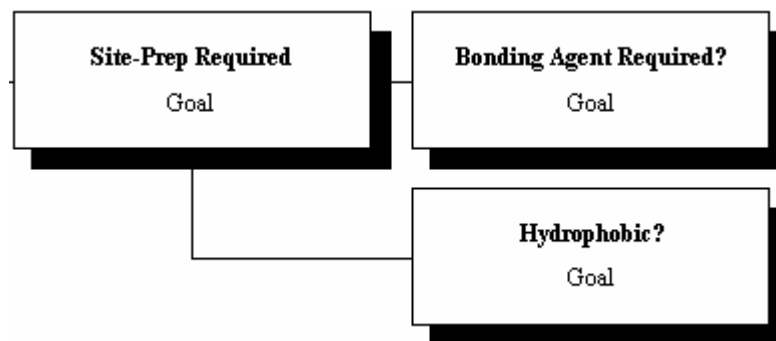 Site-Prep Required
Goal
Bonding Agent Required?
Goal
Hydrophobic?
Goal